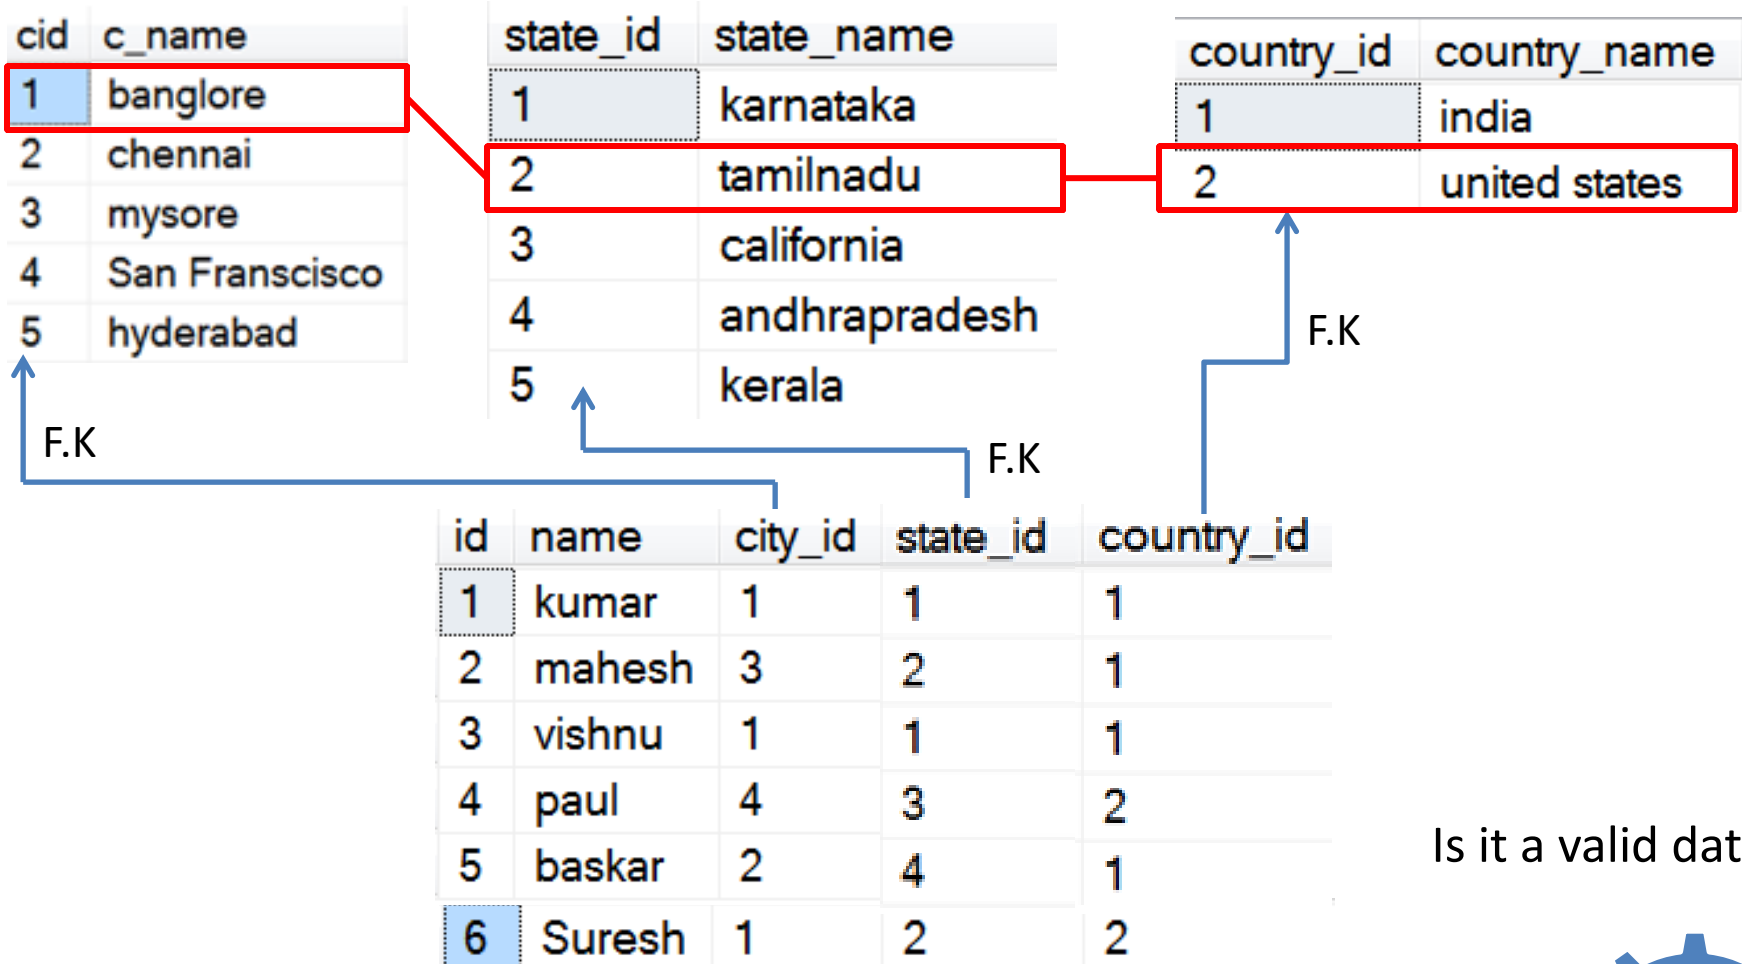 cid c_name
1 banglore
2 chennai
3 mysore
4 San Franscisco
5 hyderabad
state_id state_name
1 karnataka
2 tamilnadu
3 california
4 andhrapradesh
5 kerala
country_id country_name
1 india
2 united states
F.K
F.K
F.K
id name city_id state_id country_id
1 kumar 1 1 1
2 mahesh 3 2 1
3 vishnu 1 1 1
4 paul 4 3 2
5 baskar 2 4 1
6 Suresh 1 2 2
Is it a valid dat